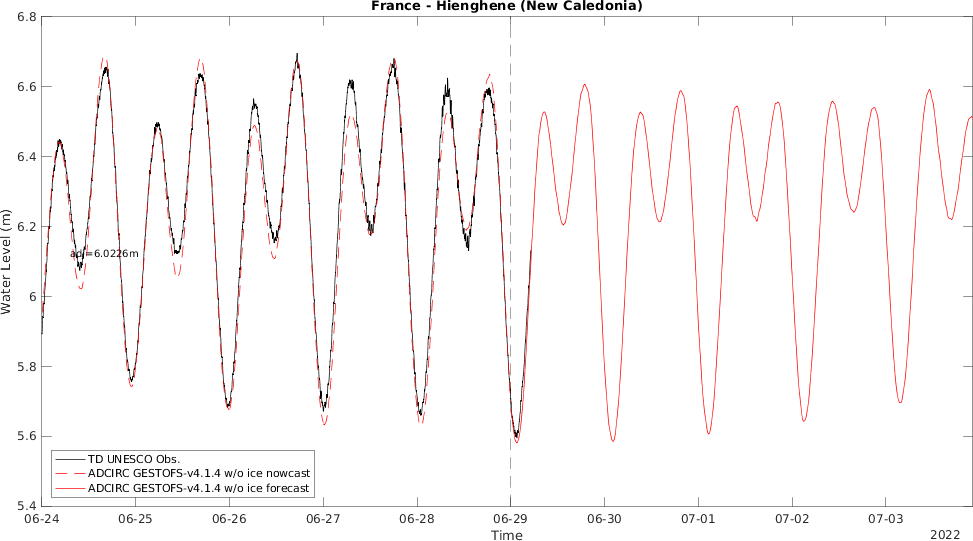 France - Hienghene (New Caledonia)
Water Level (m)
6.8
6.6
6.4
6.2
6
5.8
5.6
5.4
adj=6.0226m
TD UNESCO Obs.
ADCIRC GESTOFS-v4.1.4 w/o ice nowcast
ADCIRC GESTOFS-v4.1.4 w/o ice forecast
06-24 06-25 06-26 06-27 06-28 06-29 06-30 07-01 07-02 07-03
Time
2022